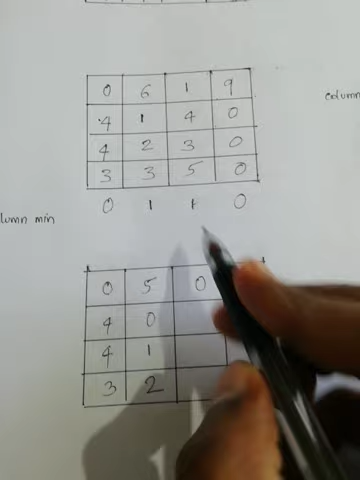 column
0 6 1 9
4 1 4 0
4 2 3 0
3 3 5 0
lumn min
0 1 1 0
0 5 0
4 0
4 1
3 2